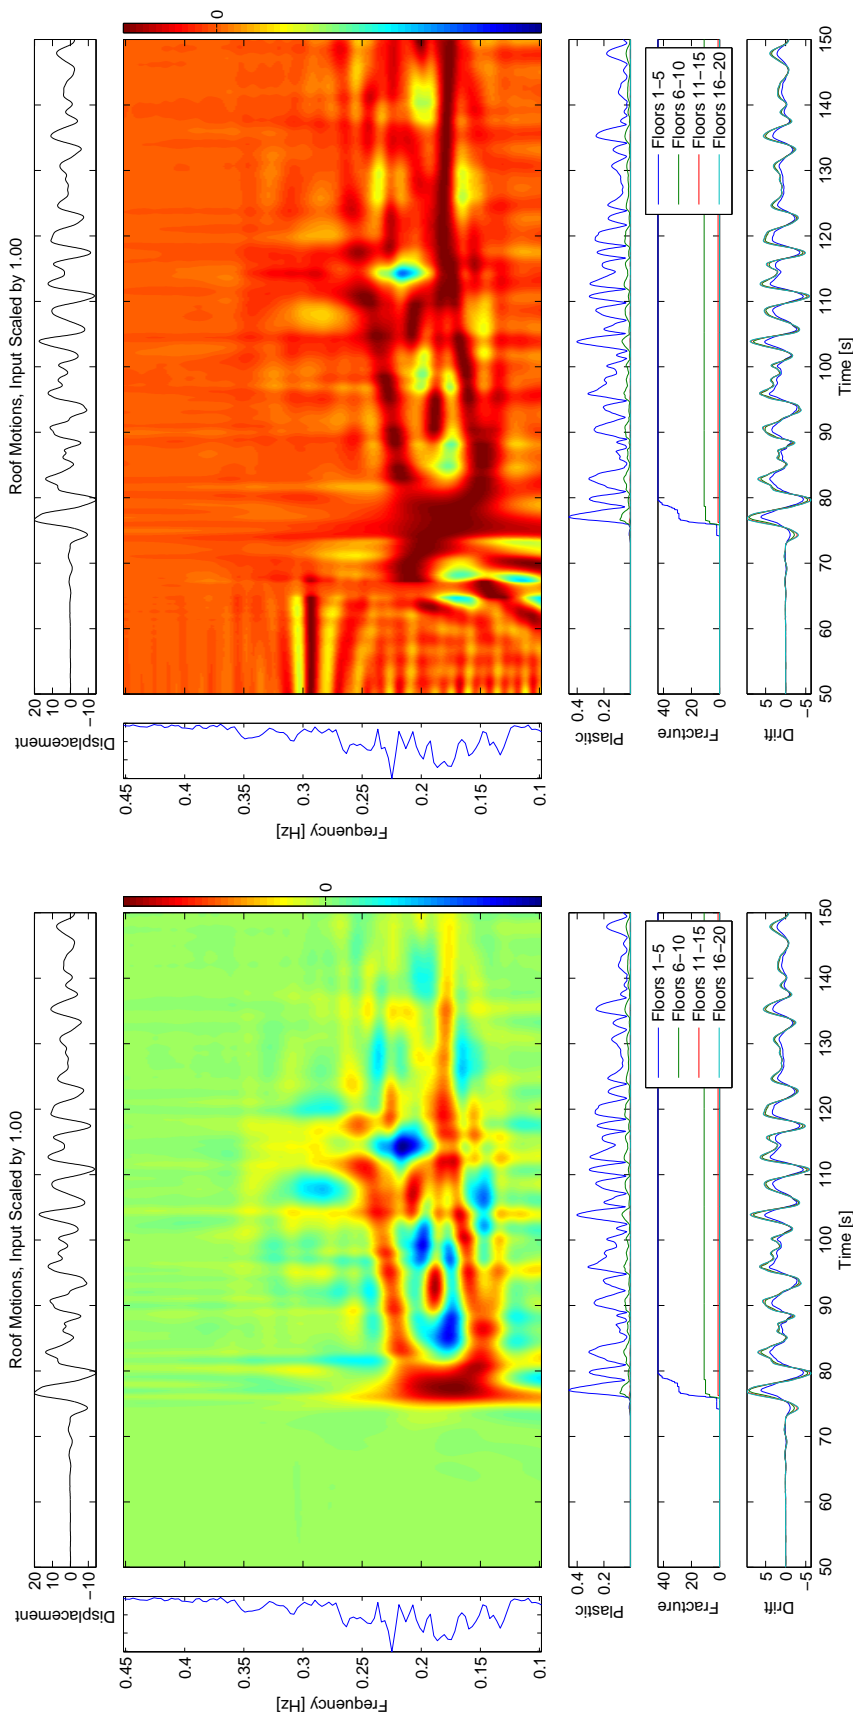 Roof Motions, Input Scaled by 1.00
20
10
0
−10
Displacement
0
0.45
0.4
0.35
0.3
0.25
0.2
0.15
0.1
Frequency [Hz]
0.4
0.2
Plastic
40
20
0
Fracture
Floors 1−5
Floors 6−10
Floors 11−15
Floors 16−20
5
0
−5
Drift
50 60 70 80 90 100 110 120 130 140 150
Time [s]
Roof Motions, Input Scaled by 1.00
20
10
0
−10
Displacement
0
0.45
0.4
0.35
0.3
0.25
0.2
0.15
0.1
Frequency [Hz]
0.4
0.2
Plastic
40
20
0
Fracture
Floors 1−5
Floors 6−10
Floors 11−15
Floors 16−20
5
0
−5
Drift
50 60 70 80 90 100 110 120 130 140 150
Time [s]